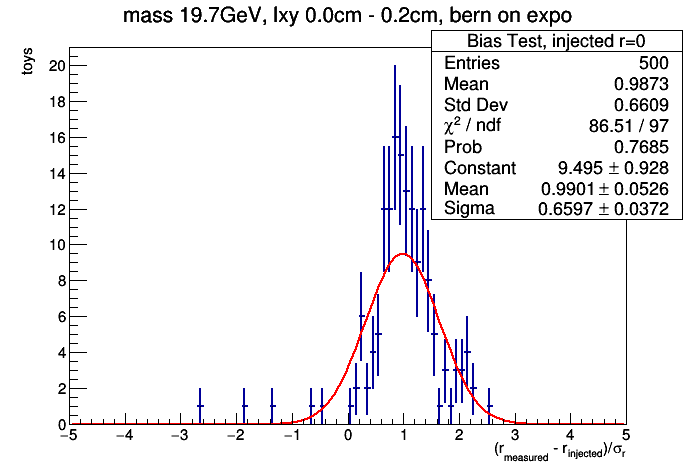 mass 19.7GeV, lxy 0.0cm - 0.2cm, bern on expo
Bias Test, injected r=0
Entries 500
Mean 0.9873
Std Dev 0.6609
χ² / ndf 86.51 / 97
Prob 0.7685
Constant 9.495 ± 0.928
Mean 0.9901 ± 0.0526
Sigma 0.6597 ± 0.0372
toys
20
18
16
14
12
10
8
6
4
2
0
−5 −4 −3 −2 −1 0 1 2 3 4 5
(r_measured - r_injected)/σ_r